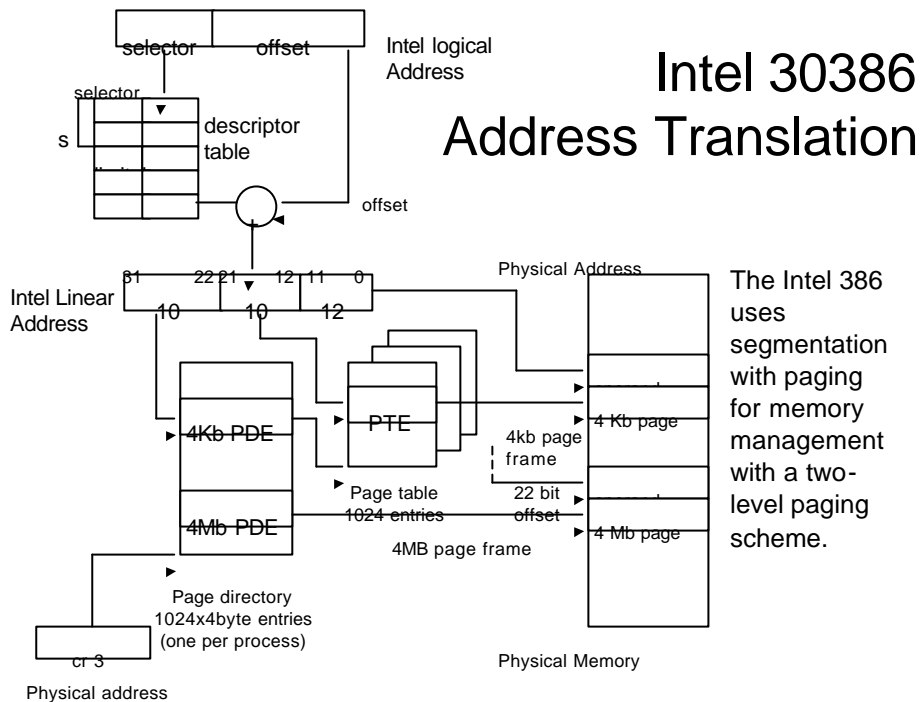 selector offset
Intel logical
Address
Intel 30386
Address Translation
selector
s
descriptor
table
offset
+
31 22 21 12 11 0
10 10 12
Intel Linear
Address
Physical Address
The Intel 386
uses
segmentation
with paging
for memory
management
with a two-
level paging
scheme.
4Kb PDE
PTE
4 Kb page
4kb page
frame
Page table
1024 entries
22 bit
offset
4Mb PDE
4MB page frame
4 Mb page
Page directory
1024x4byte entries
(one per process)
cr 3
Physical address
Physical Memory